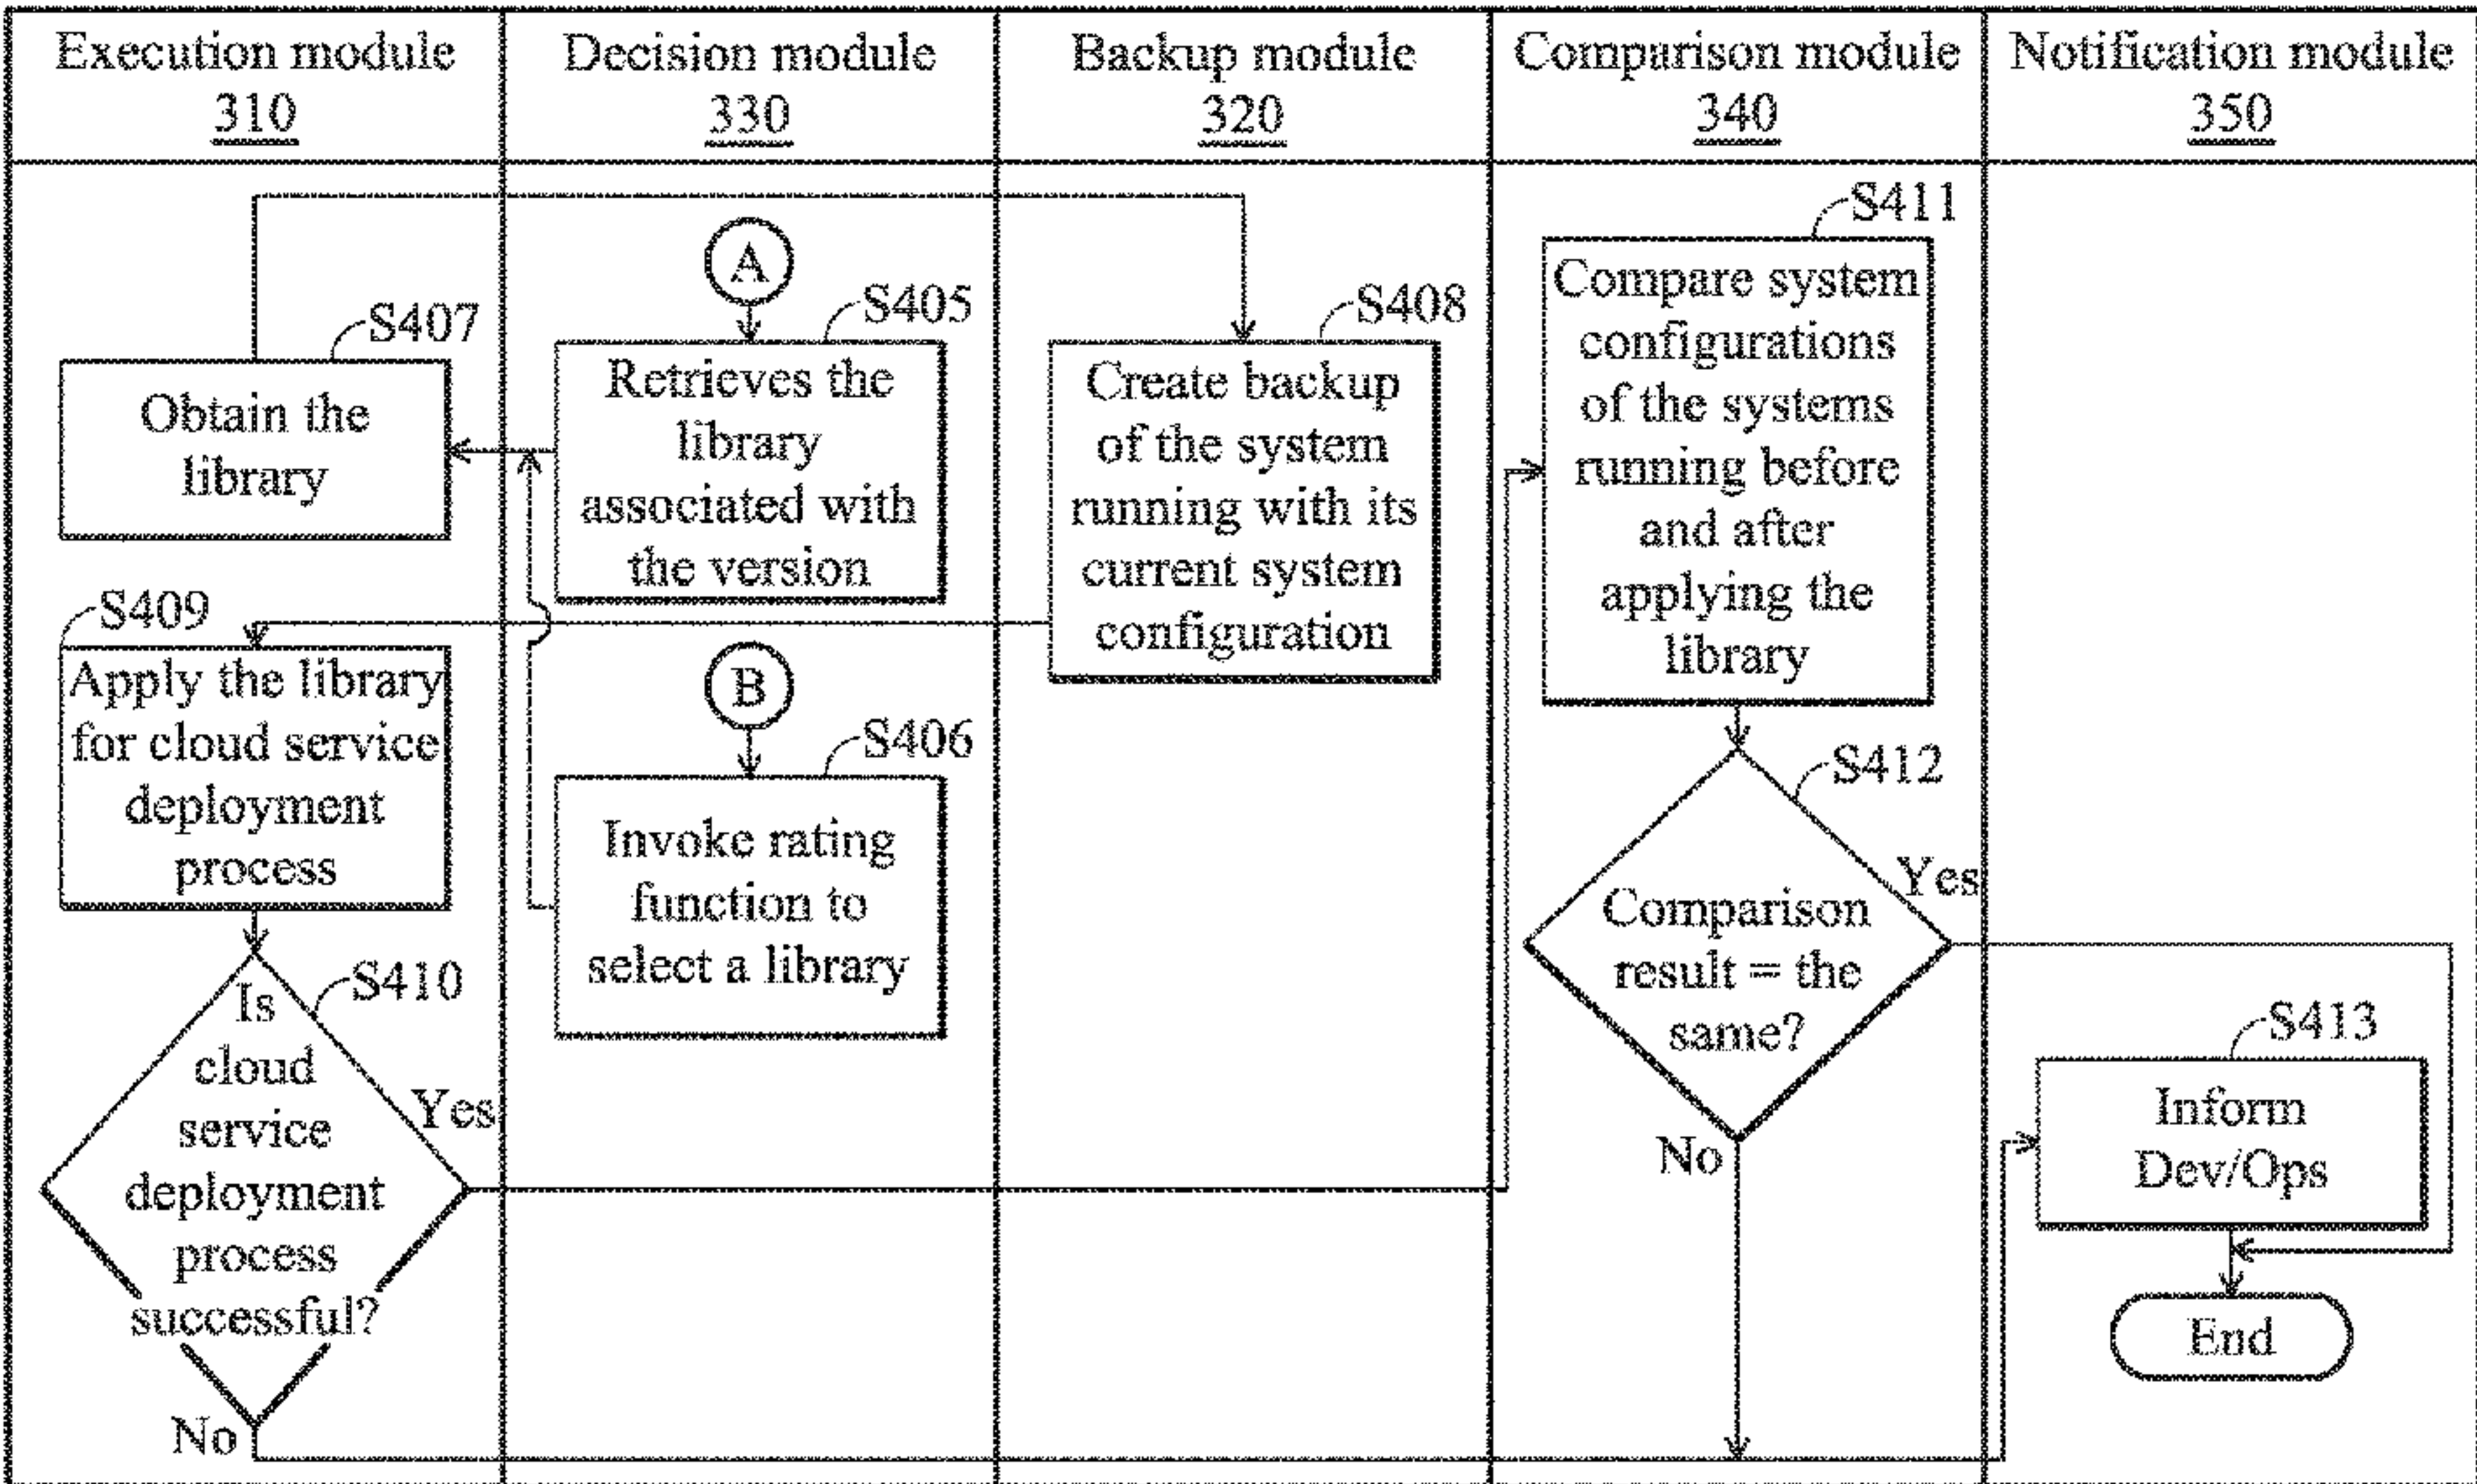 Execution module
310
Decision module
330
Backup module
320
Comparison module
340
Notification module
350
S407
Obtain the
library
S409
Apply the library
for cloud service
deployment
process
S410
Is
cloud
service
deployment
process
successful?
Yes
No
A
S405
Retrieves the
library
associated with
the version
B
S406
Invoke rating
function to
select a library
S408
Create backup
of the system
running with its
current system
configuration
S411
Compare system
configurations
of the systems
running before
and after
applying the
library
S412
Comparison
result = the
same?
Yes
No
S413
Inform
Dev/Ops
End